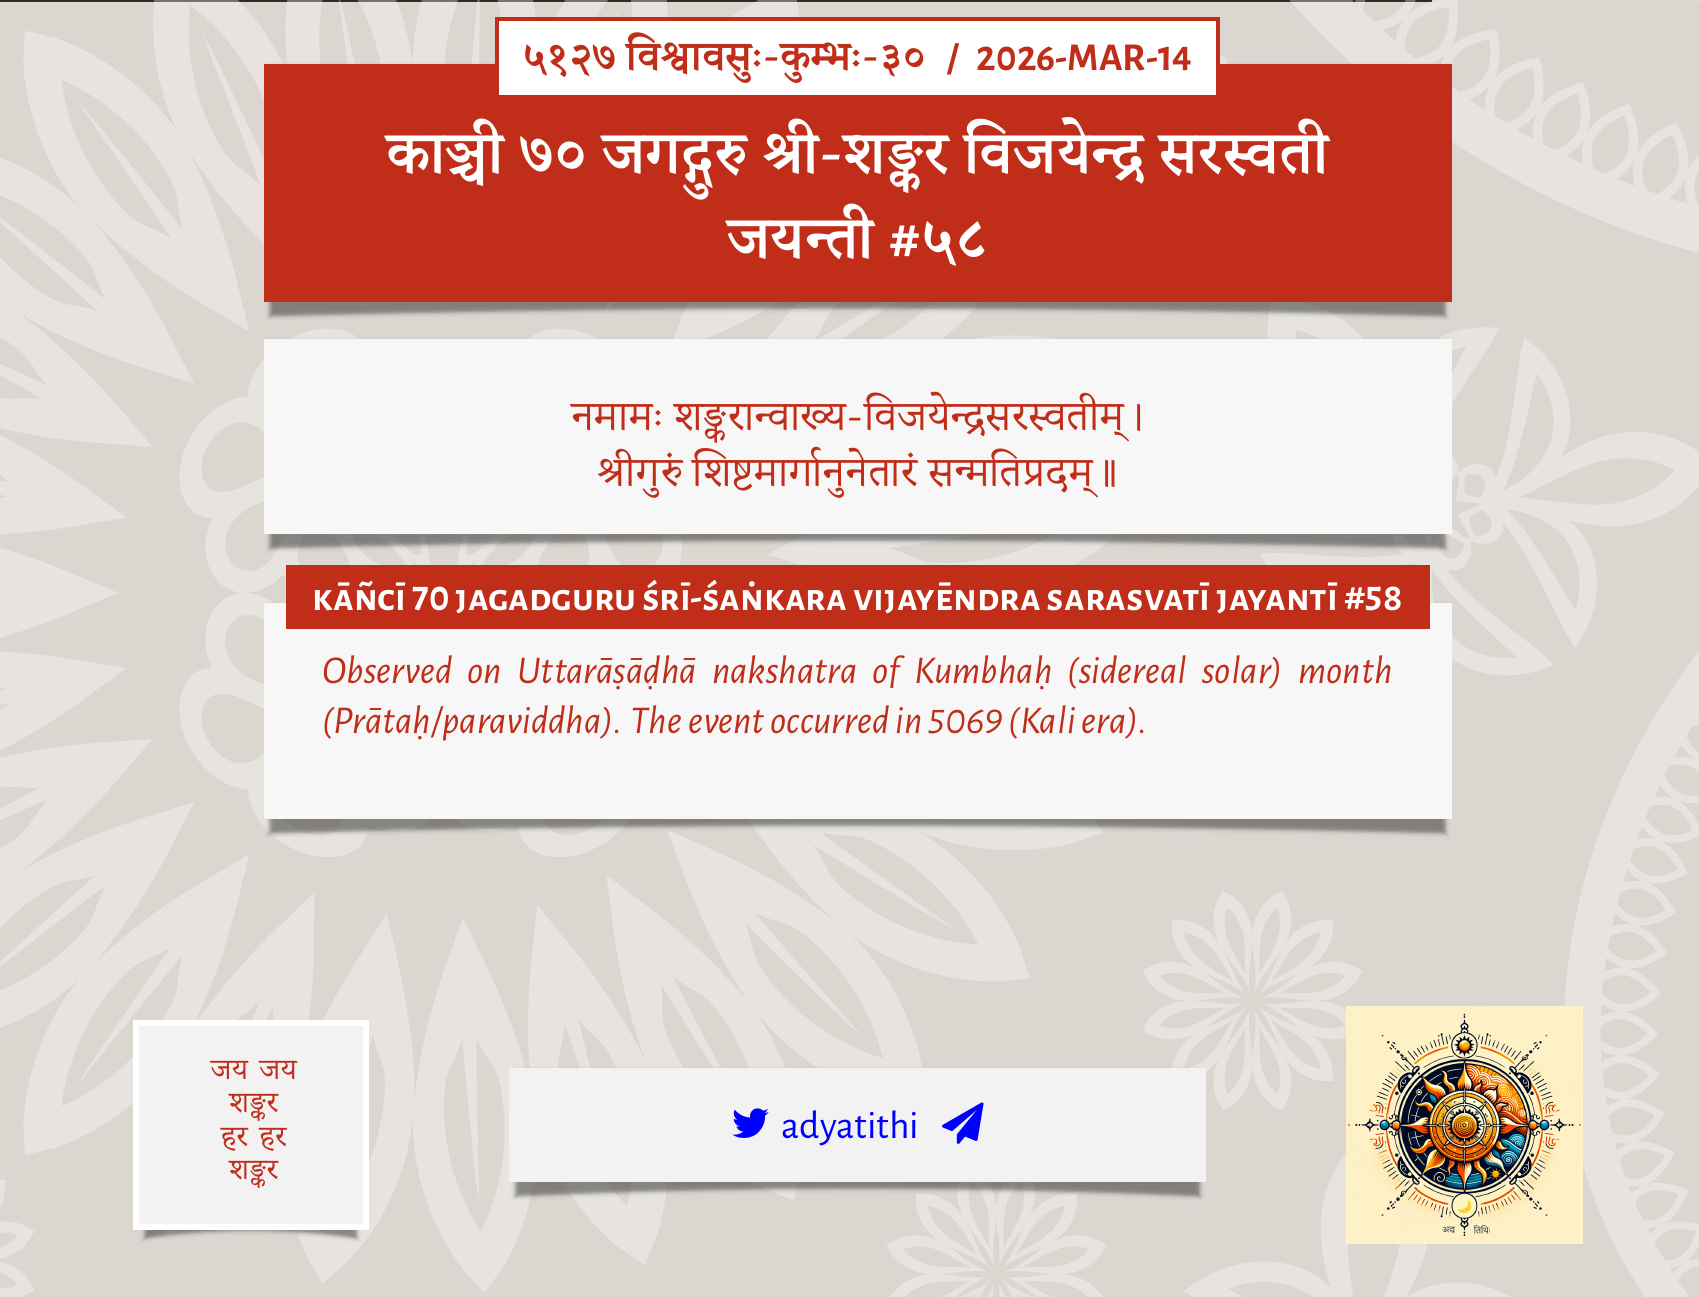 ५१२७ विश्वावसुः-कुम्भः-३० / 2026-MAR-14
काञ्ची ७० जगद्गुरु श्री-शङ्कर विजयेन्द्र सरस्वती
जयन्ती #५८
नमामः शङ्करान्वाख्य-विजयेन्द्रसरस्वतीम् ।
श्रीगुरुं शिष्टमार्गानुनेतारं सन्मतिप्रदम् ॥
KĀÑCĪ 70 JAGADGURU ŚRĪ-ŚAṄKARA VIJAYĒNDRA SARASVATĪ JAYANTĪ #58
Observed on Uttarāṣāḍhā nakshatra of Kumbhaḥ (sidereal solar) month
(Prātaḥ/paraviddha). The event occurred in 5069 (Kali era).
जय जय
शङ्कर
हर हर
शङ्कर
adyatithi
अद्य तिथिः